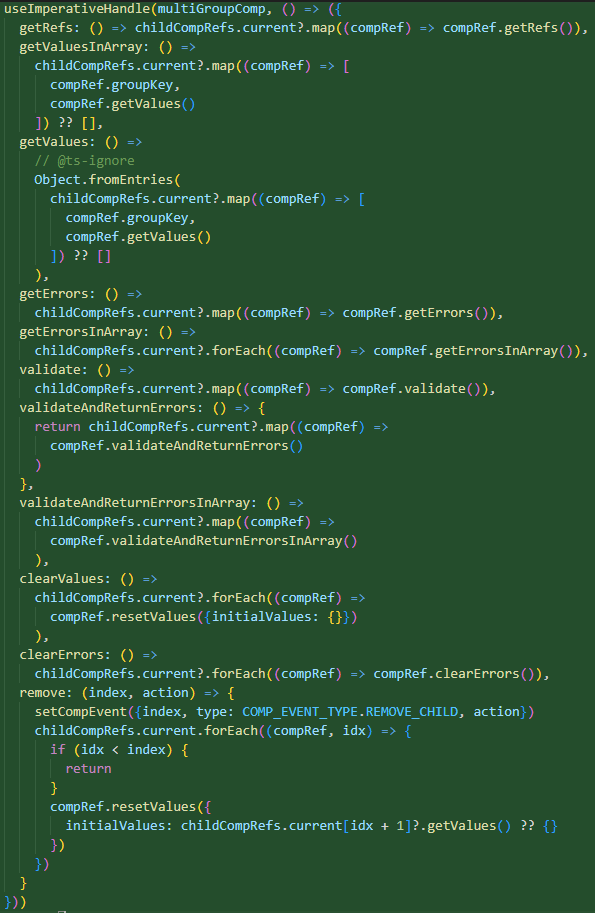 useImperativeHandle(multiGroupComp, () => ({
  getRefs: () => childCompRefs.current?.map((compRef) => compRef.getRefs()),
  getValuesInArray: () =>
    childCompRefs.current?.map((compRef) => [
      compRef.groupKey,
      compRef.getValues()
    ]) ?? [],
  getValues: () =>
    // @ts-ignore
    Object.fromEntries(
      childCompRefs.current?.map((compRef) => [
        compRef.groupKey,
        compRef.getValues()
      ]) ?? []
    ),
  getErrors: () =>
    childCompRefs.current?.map((compRef) => compRef.getErrors()),
  getErrorsInArray: () =>
    childCompRefs.current?.forEach((compRef) => compRef.getErrorsInArray()),
  validate: () =>
    childCompRefs.current?.map((compRef) => compRef.validate()),
  validateAndReturnErrors: () => {
    return childCompRefs.current?.map((compRef) =>
      compRef.validateAndReturnErrors()
    )
  },
  validateAndReturnErrorsInArray: () =>
    childCompRefs.current?.map((compRef) =>
      compRef.validateAndReturnErrorsInArray()
    ),
  clearValues: () =>
    childCompRefs.current?.forEach((compRef) =>
      compRef.resetValues({initialValues: {}})
    ),
  clearErrors: () =>
    childCompRefs.current?.forEach((compRef) => compRef.clearErrors()),
  remove: (index, action) => {
    setCompEvent({index, type: COMP_EVENT_TYPE.REMOVE_CHILD, action})
    childCompRefs.current.forEach((compRef, idx) => {
      if (idx < index) {
        return
      }
      compRef.resetValues({
        initialValues: childCompRefs.current[idx + 1]?.getValues() ?? {}
      })
    })
  }
}))